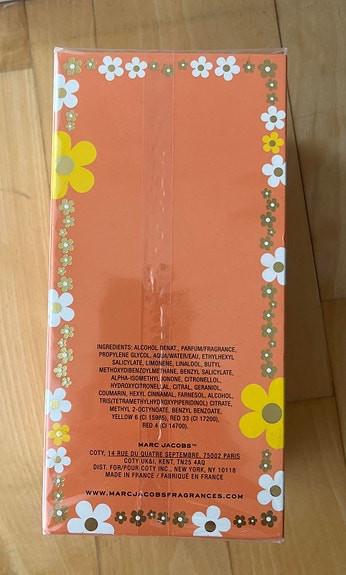 INGREDIENTS: ALCOHOL DENAT., PARFUM/FRAGRANCE,
PROPYLENE GLYCOL, AQUA/WATER/EAU, ETHYLHEXYL
SALICYLATE, LIMONENE, LINALOOL, BUTYL
METHOXYDIBENZOYLMETHANE, BENZYL SALICYLATE,
ALPHA-ISOMETHYL IONONE, CITRONELLOL,
HYDROXYCITRONELLAL, CITRAL, GERANIOL,
COUMARIN, HEXYL CINNAMAL, FARNESOL, ALCOHOL,
TRIS(TETRAMETHYLHYDROXYPIPERIDINOL) CITRATE,
METHYL 2-OCTYNOATE, BENZYL BENZOATE,
YELLOW 6 (CI 15985), RED 33 (CI 17200),
RED 4 (CI 14700).
MARC JACOBS™
COTY, 14 RUE DU QUATRE SEPTEMBRE, 75002 PARIS
COTY UK&I, KENT, TN25 4AQ
DIST. FOR/POUR COTY INC., NEW YORK, NY 10118
MADE IN FRANCE / FABRIQUÉ EN FRANCE
WWW.MARCJACOBSFRAGRANCES.COM